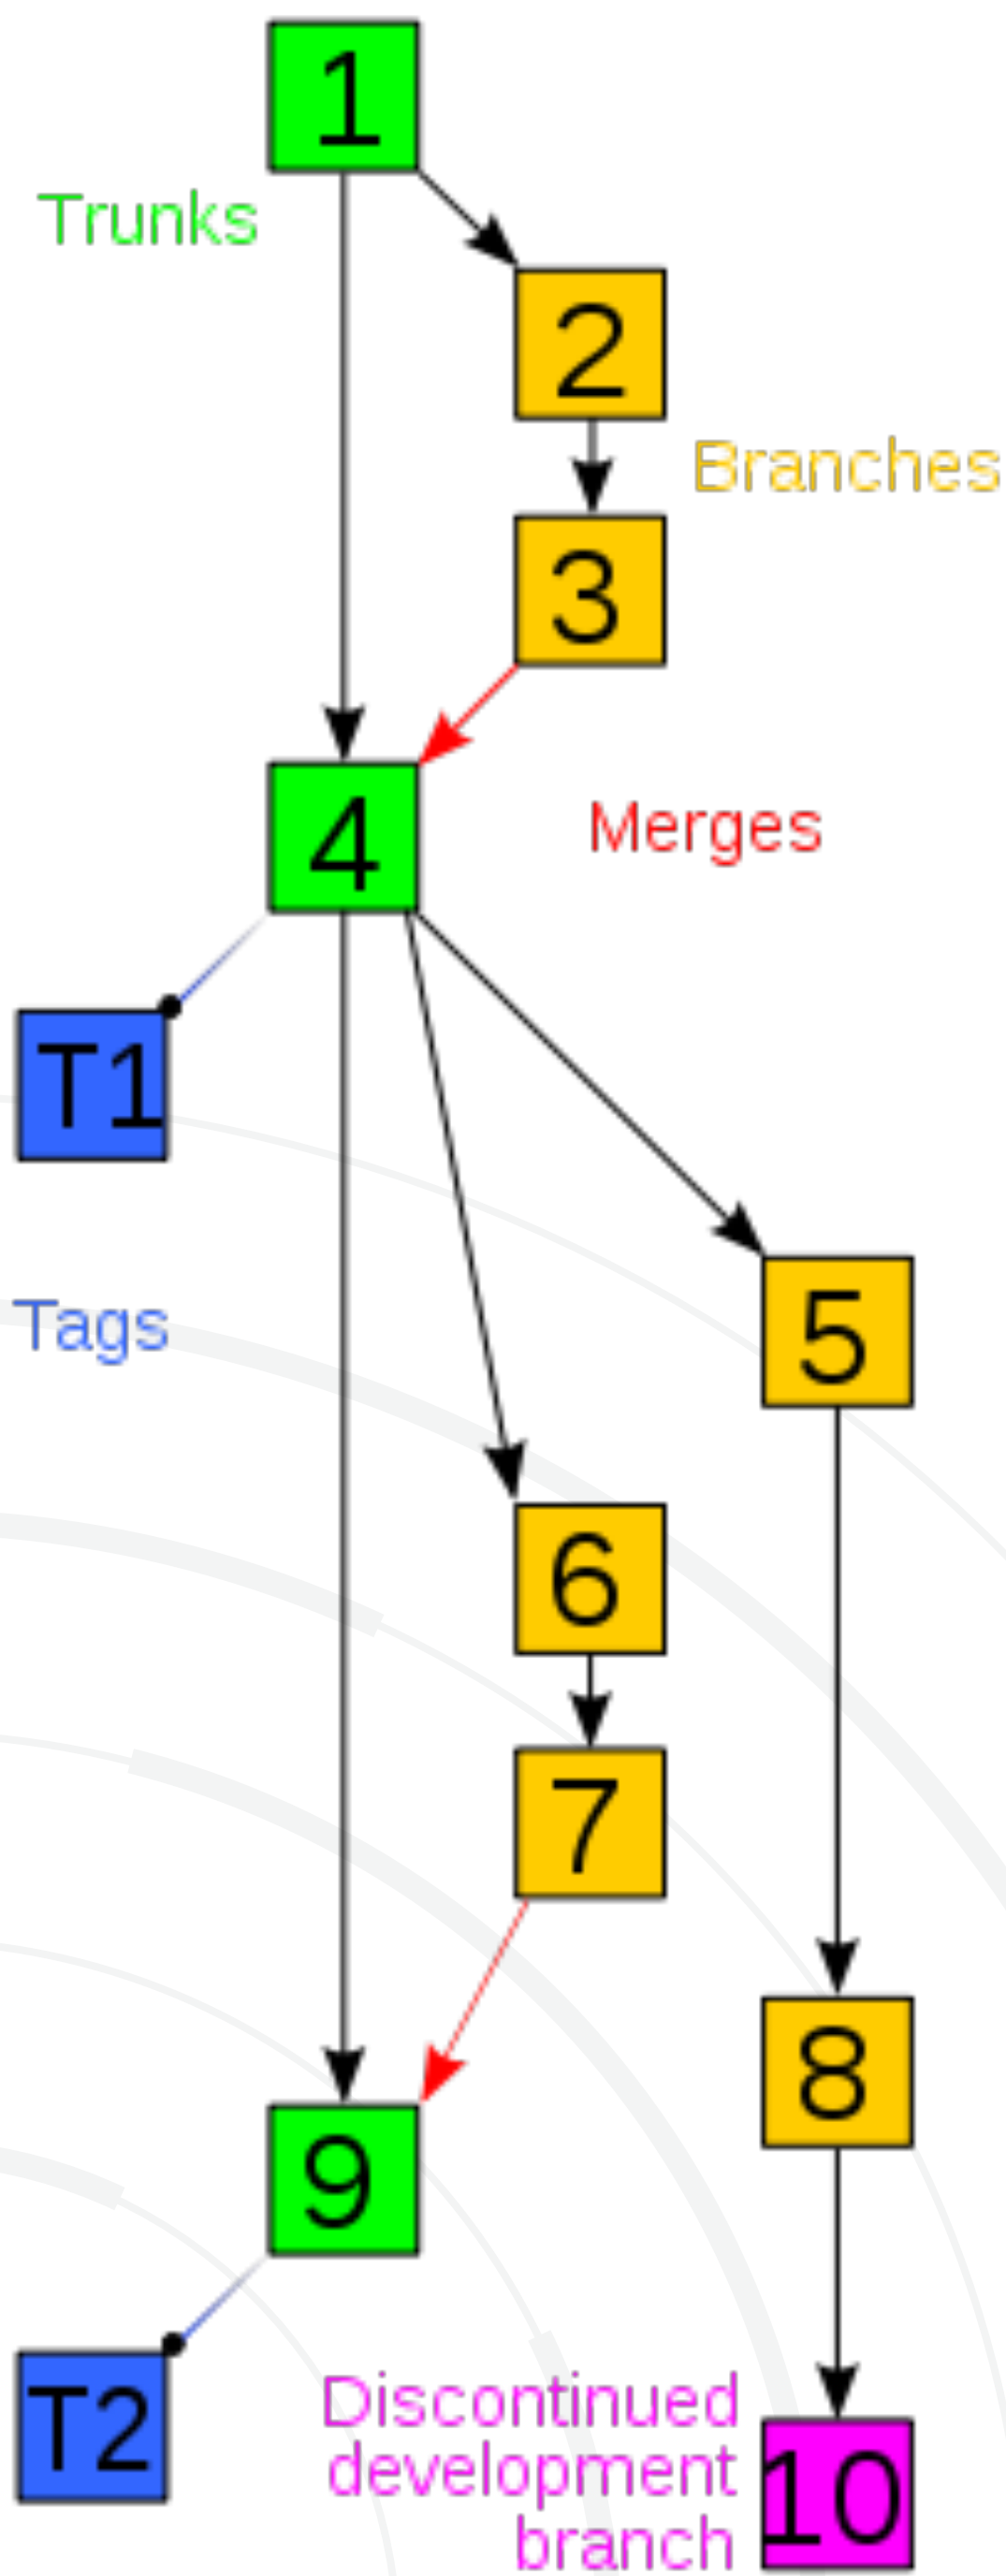 1
Trunks
2
Branches
3
4
Merges
T1
Tags
5
6
7
8
9
T2
Discontinued
development
branch
10